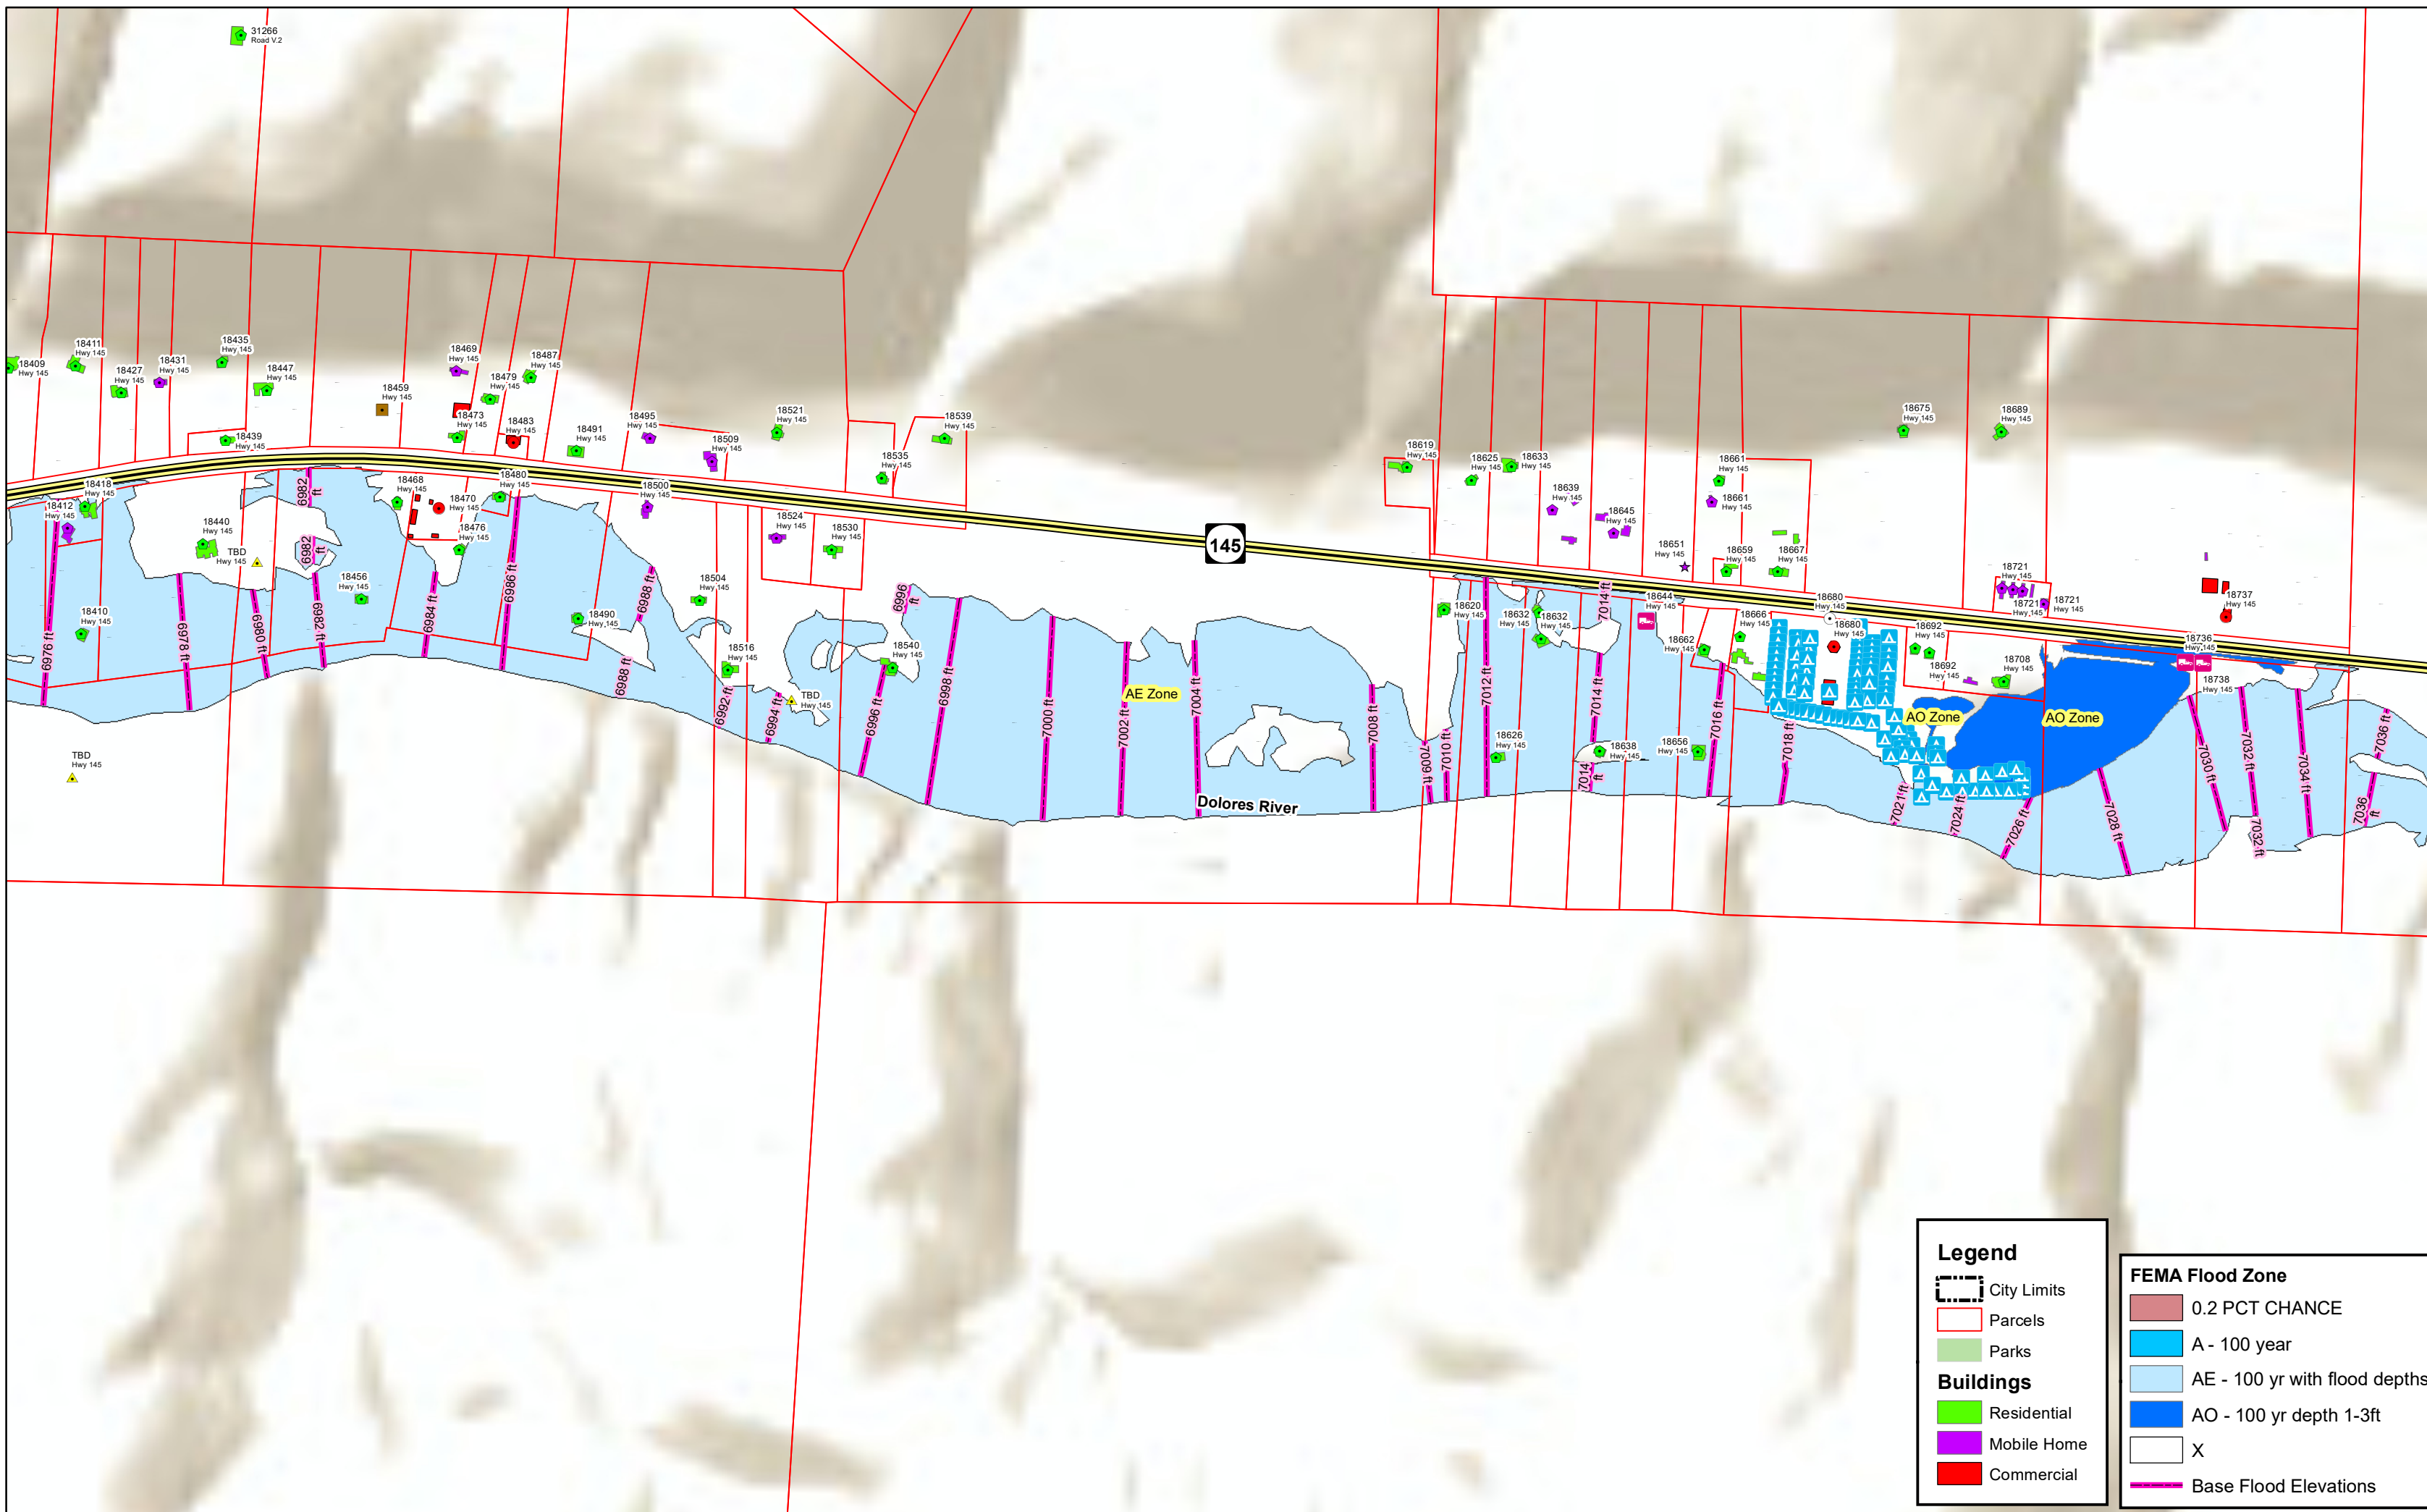 31266
Road V.2
18409
Hwy 145
18411
Hwy 145
18427
Hwy 145
18431
Hwy 145
18435
Hwy 145
18447
Hwy 145
18439
Hwy 145
18459
Hwy 145
18469
Hwy 145
18479
Hwy 145
18487
Hwy 145
18473
Hwy 145
18483
Hwy 145
18491
Hwy 145
18495
Hwy 145
18509
Hwy 145
18521
Hwy 145
18535
Hwy 145
18539
Hwy 145
18619
Hwy 145
18625
Hwy 145
18633
Hwy 145
18639
Hwy 145
18645
Hwy 145
18651
Hwy 145
18661
Hwy 145
18661
Hwy 145
18659
Hwy 145
18667
Hwy 145
18675
Hwy 145
18689
Hwy 145
18721
Hwy 145
18721
Hwy 145
18721
Hwy 145
18737
Hwy 145
145
18418
Hwy 145
18412
Hwy 145
18440
Hwy 145
TBD
Hwy 145
18410
Hwy 145
18456
Hwy 145
18468
Hwy 145
18470
Hwy 145
18476
Hwy 145
18480
Hwy 145
18490
Hwy 145
18500
Hwy 145
18504
Hwy 145
18516
Hwy 145
18524
Hwy 145
18530
Hwy 145
18540
Hwy 145
TBD
Hwy 145
TBD
Hwy 145
18620
Hwy 145
18626
Hwy 145
18632
Hwy 145
18632
Hwy 145
18638
Hwy 145
18644
Hwy 145
18656
Hwy 145
18662
Hwy 145
18666
Hwy 145
18680
Hwy 145
18680
Hwy 145
18692
Hwy 145
18692
Hwy 145
18708
Hwy 145
18736
Hwy 145
18738
Hwy 145
6976 ft
6978 ft
6980 ft
6982 ft
6982 ft
6982 ft
6984 ft
6986 ft
6988 ft
6988 ft
6992 ft
6994 ft
6996 ft
6996 ft
6998 ft
7000 ft
7002 ft
7004 ft
7008 ft
7009 ft
7010 ft
7012 ft
7014 ft
7014 ft
7014 ft
7016 ft
7018 ft
7021 ft
7024 ft
7026 ft
7028 ft
7030 ft
7032 ft
7032 ft
7034 ft
7036 ft
7036 ft
AE Zone
AO Zone
AO Zone
Dolores River
Legend
City Limits
Parcels
Parks
Buildings
Residential
Mobile Home
Commercial
FEMA Flood Zone
0.2 PCT CHANCE
A - 100 year
AE - 100 yr with flood depths
AO - 100 yr depth 1-3ft
X
Base Flood Elevations